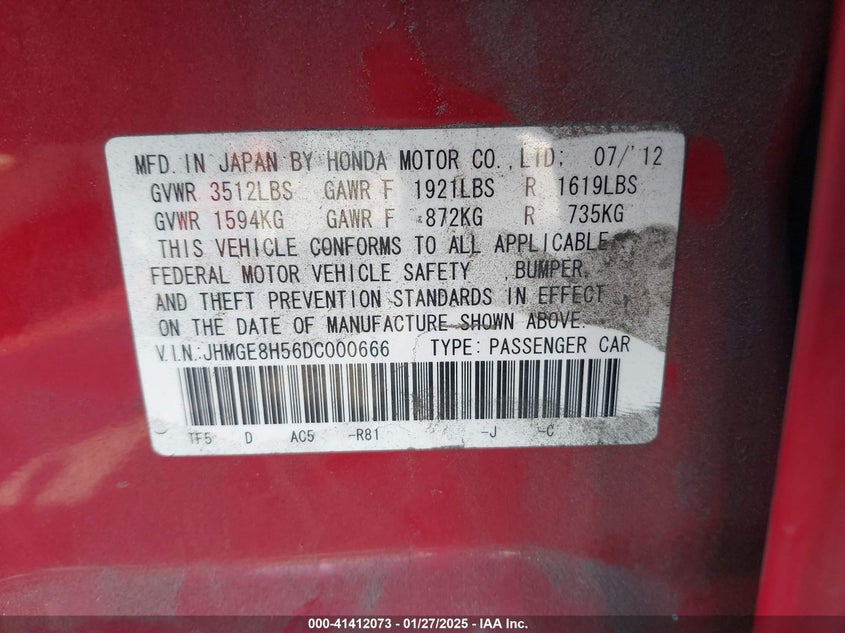 MFD. IN JAPAN BY HONDA MOTOR CO., LTD. 07/'12
GVWR 3512LBS GAWR F 1921LBS R 1619LBS
GVWR 1594KG GAWR F 872KG R 735KG
THIS VEHICLE CONFORMS TO ALL APPLICABLE
FEDERAL MOTOR VEHICLE SAFETY , BUMPER,
AND THEFT PREVENTION STANDARDS IN EFFECT
ON THE DATE OF MANUFACTURE SHOWN ABOVE.
V.I.N.:JHMGE8H56DC000666 TYPE: PASSENGER CAR
TF5 D AC5 -R81 -J -C
000-41412073 - 01/27/2025 - IAA Inc.